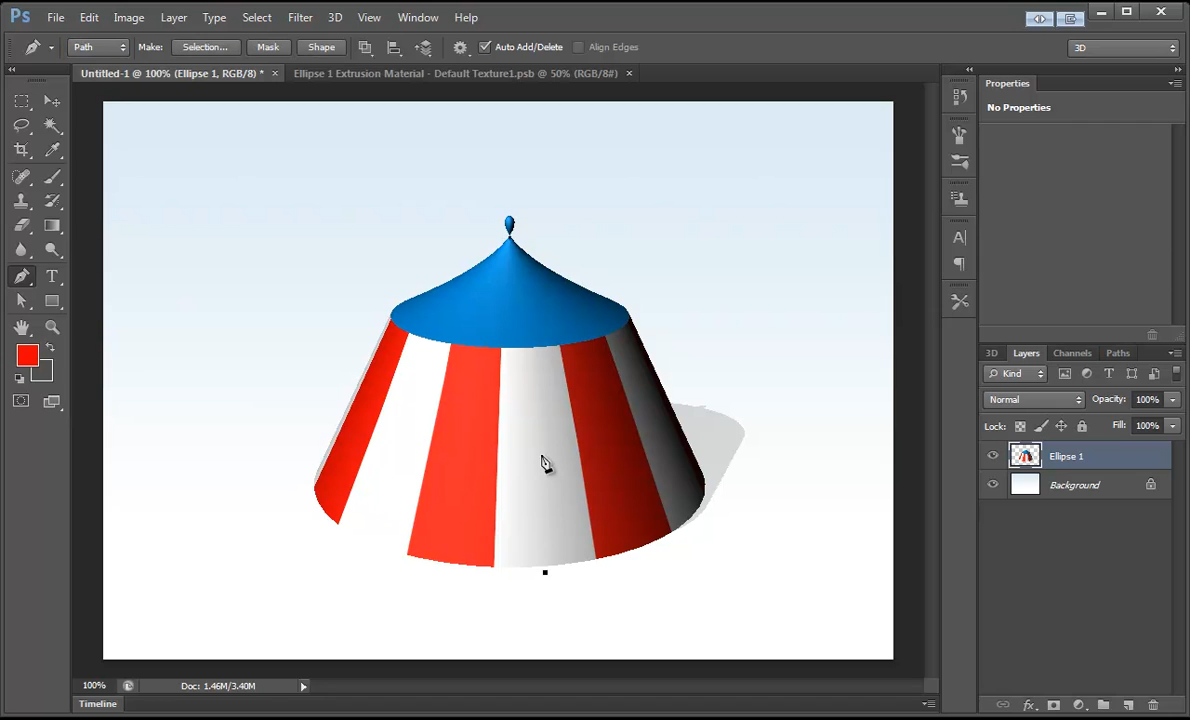 Ps File Edit Image Layer Type Select Filter 3D View Window Help
Path Make: Selection... Mask Shape Auto Add/Delete Align Edges 3D
Untitled-1 @ 100% (Ellipse 1, RGB/8) * × Ellipse 1 Extrusion Material - Default Texture1.psb @ 50% (RGB/8#) ×
Properties
No Properties
3D Layers Channels Paths
Kind
Normal Opacity: 100%
Lock: Fill: 100%
Ellipse 1
Background
100% Doc: 1.46M/3.40M
Timeline